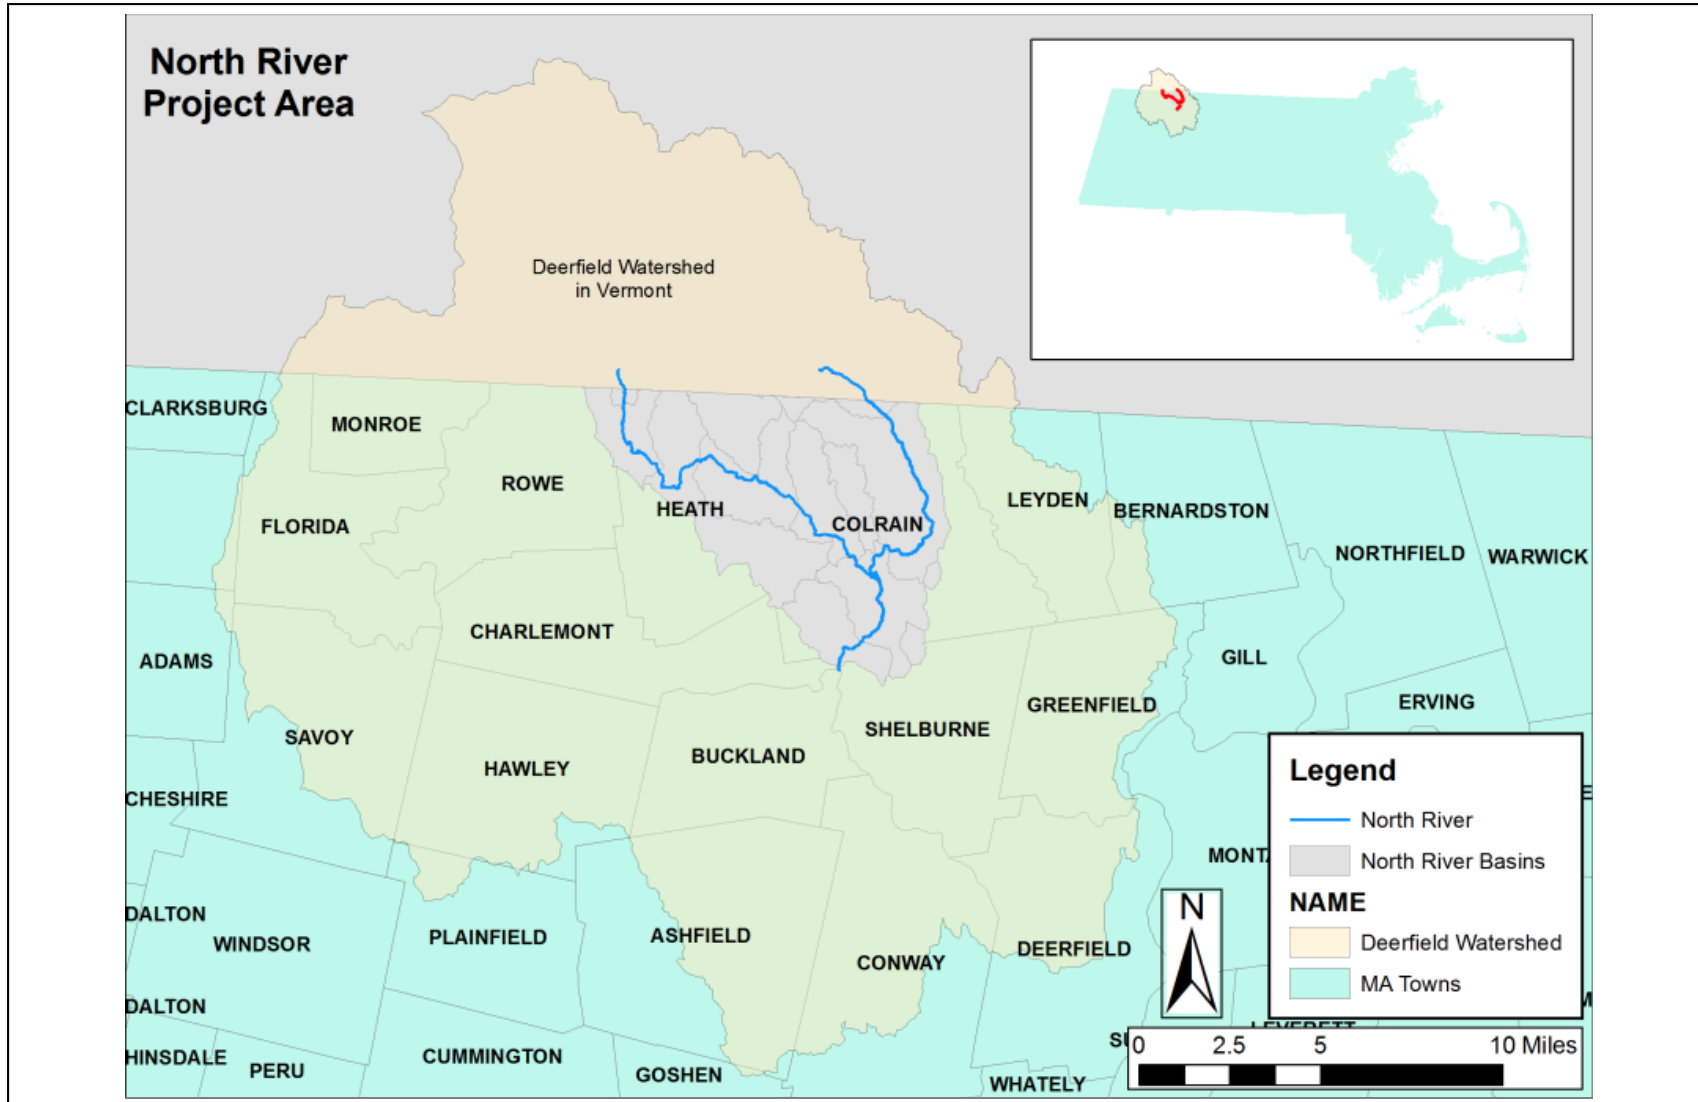 North River
Project Area
Deerfield Watershed
in Vermont
CLARKSBURG
MONROE
ROWE
HEATH
COLRAIN
LEYDEN
BERNARDSTON
FLORIDA
NORTHFIELD
WARWICK
CHARLEMONT
ADAMS
GILL
ERVING
GREENFIELD
SAVOY
SHELBURNE
BUCKLAND
HAWLEY
CHESHIRE
MONTA
E
DALTON
WINDSOR
PLAINFIELD
ASHFIELD
CONWAY
DEERFIELD
DALTON
M
HINSDALE
PERU
CUMMINGTON
GOSHEN
WHATELY
SU
LEVERETT
Legend
North River
North River Basins
NAME
Deerfield Watershed
MA Towns
N
0 2.5 5 10 Miles